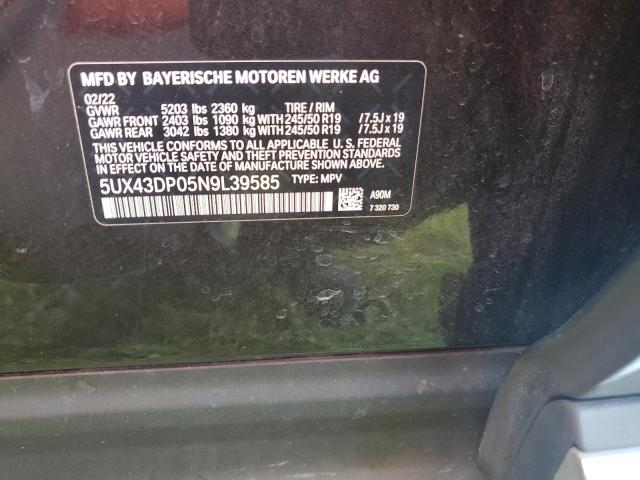 MFD BY BAYERISCHE MOTOREN WERKE AG
02/22
GVWR 5203 lbs 2360 kg TIRE / RIM
GAWR FRONT 2403 lbs 1090 kg WITH 245/50 R19 /7.5J x 19
GAWR REAR 3042 lbs 1380 kg WITH 245/50 R19 /7.5J x 19
THIS VEHICLE CONFORMS TO ALL APPLICABLE U. S. FEDERAL
MOTOR VEHICLE SAFETY, BUMPER, AND THEFT PREVENTION STANDARDS
IN EFFECT ON THE DATE OF MANUFACTURE SHOWN ABOVE.
5UX43DP05N9L39585 TYPE: MPV
A90M
7 320 730